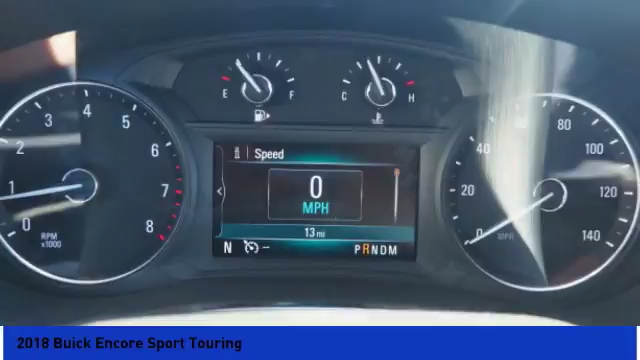 E F
C H
0 1 2 3 4 5 6 7 8
RPM
x1000
Speed
0
MPH
13 mi
N -- PRNDM
0 20 40 80 100 120 140
MPH
2018 Buick Encore Sport Touring